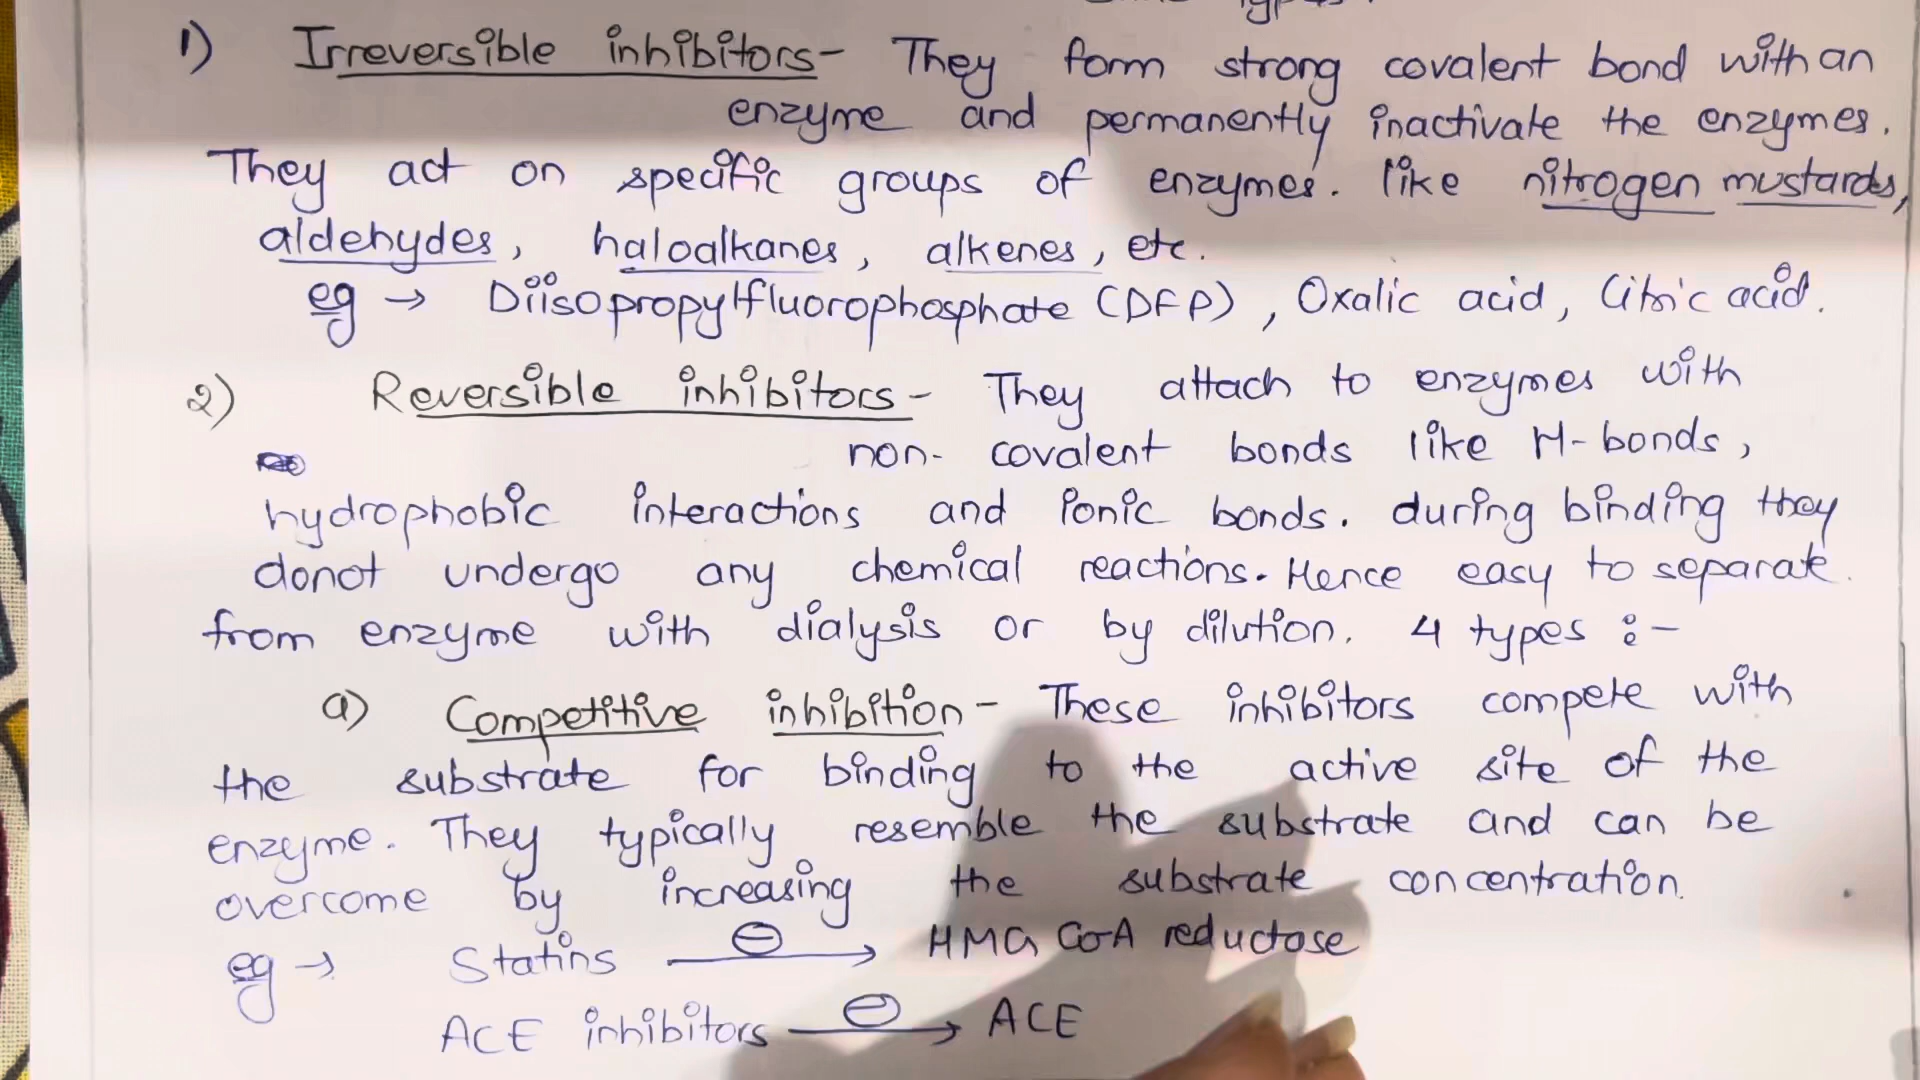 1) Irreversible inhibitors- They form strong covalent bond with an
enzyme and permanently inactivate the enzymes.
They act on specific groups of enzymes. like nitrogen mustards,
aldehydes, haloalkanes, alkenes, etc.
eg → Diisopropylfluorophosphate (DFP), Oxalic acid, Citric acid.
2) Reversible inhibitors- They attach to enzymes with
non-covalent bonds like H-bonds,
hydrophobic interactions and ionic bonds. during binding they
donot undergo any chemical reactions. Hence easy to separate
from enzyme with dialysis or by dilution. 4 types :-
a) Competitive inhibition- These inhibitors compete with
the substrate for binding to the active site of the
enzyme. They typically resemble the substrate and can be
overcome by increasing the substrate concentration.
eg → Statins ⊖→ HMG CoA reductase
ACE inhibitors ⊖→ ACE